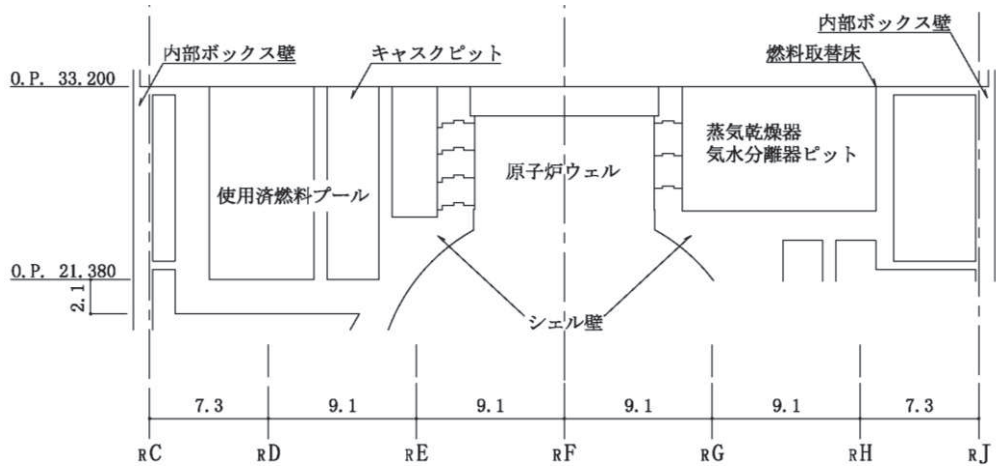 内部ボックス壁
内部ボックス壁
キャスクピット
燃料取替床
O.P. 33.200
蒸気乾燥器
気水分離器ピット
原子炉ウェル
使用済燃料プール
O.P. 21.380
2.1
シェル壁
7.3 9.1 9.1 9.1 9.1 7.3
RC RD RE RF RG RH RJ